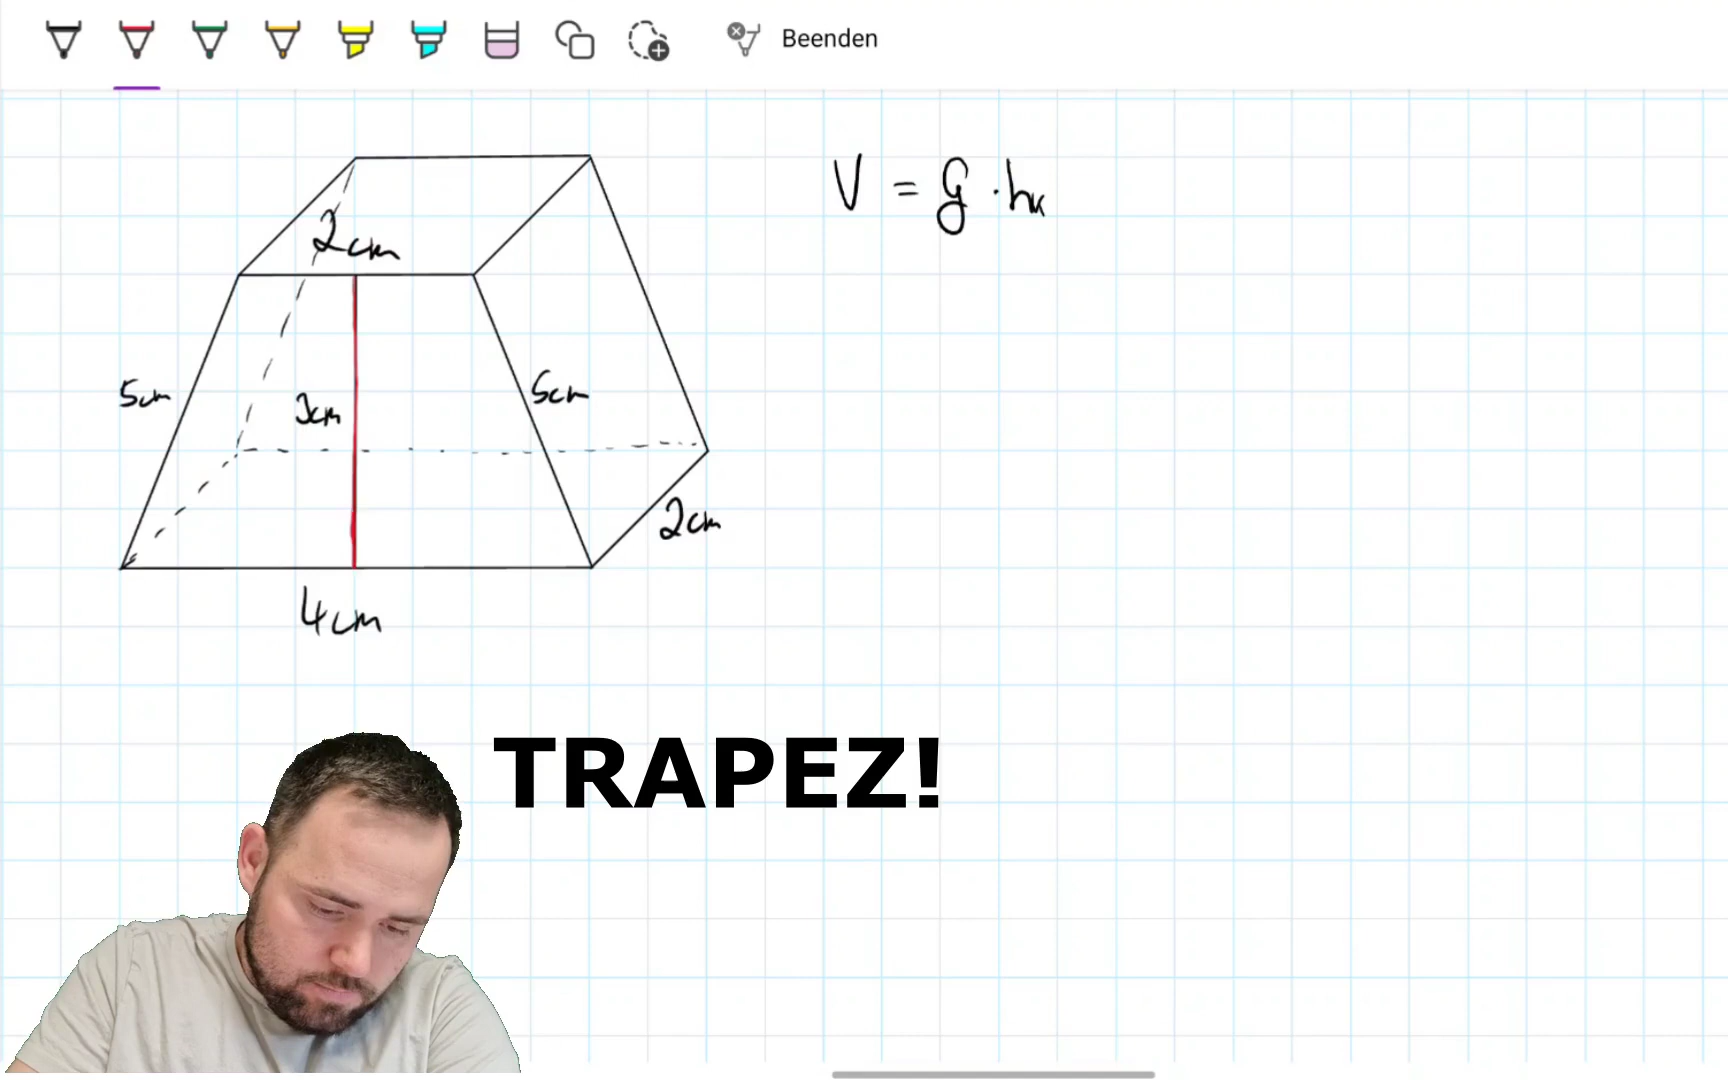 Beenden
V = G · hk
2cm
5cm
3cm
5cm
2cm
4cm
TRAPEZ!